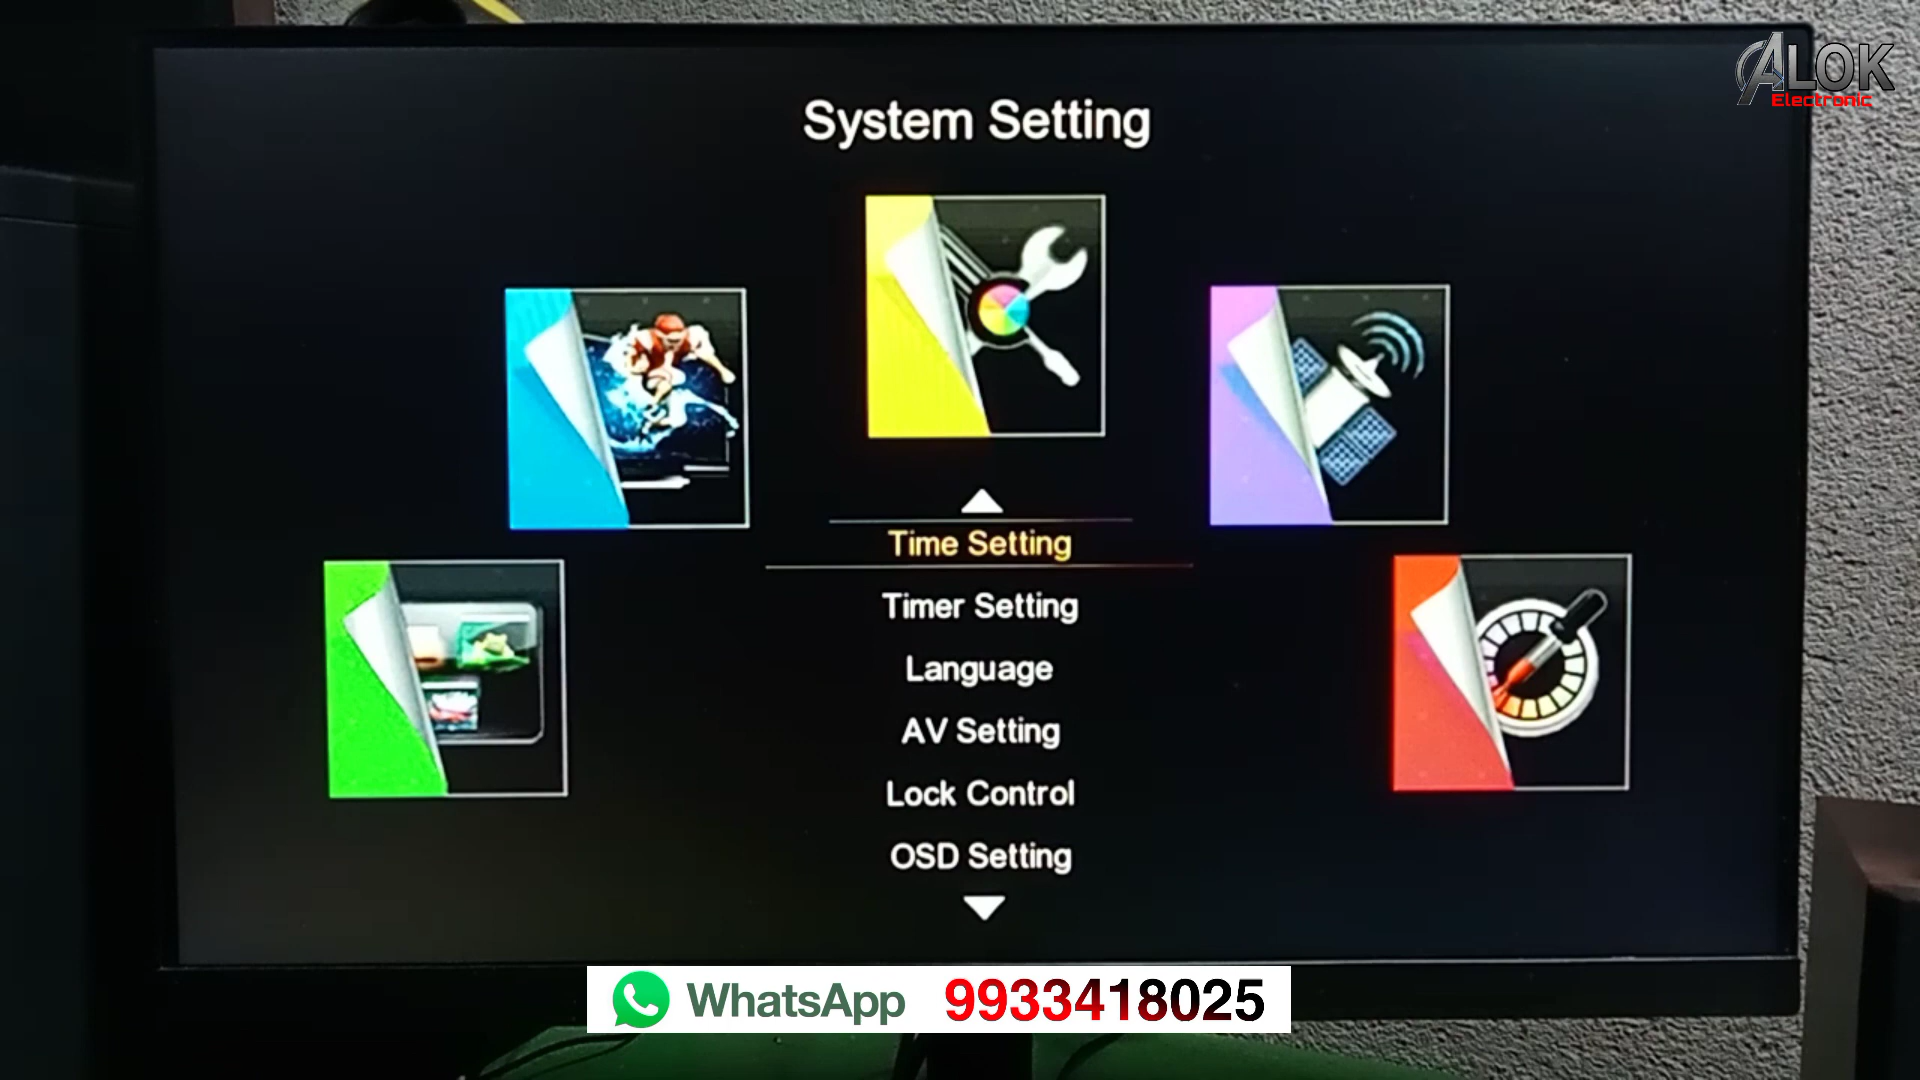 ALOK
Electronic
System Setting
Time Setting
Timer Setting
Language
AV Setting
Lock Control
OSD Setting
WhatsApp 9933418025